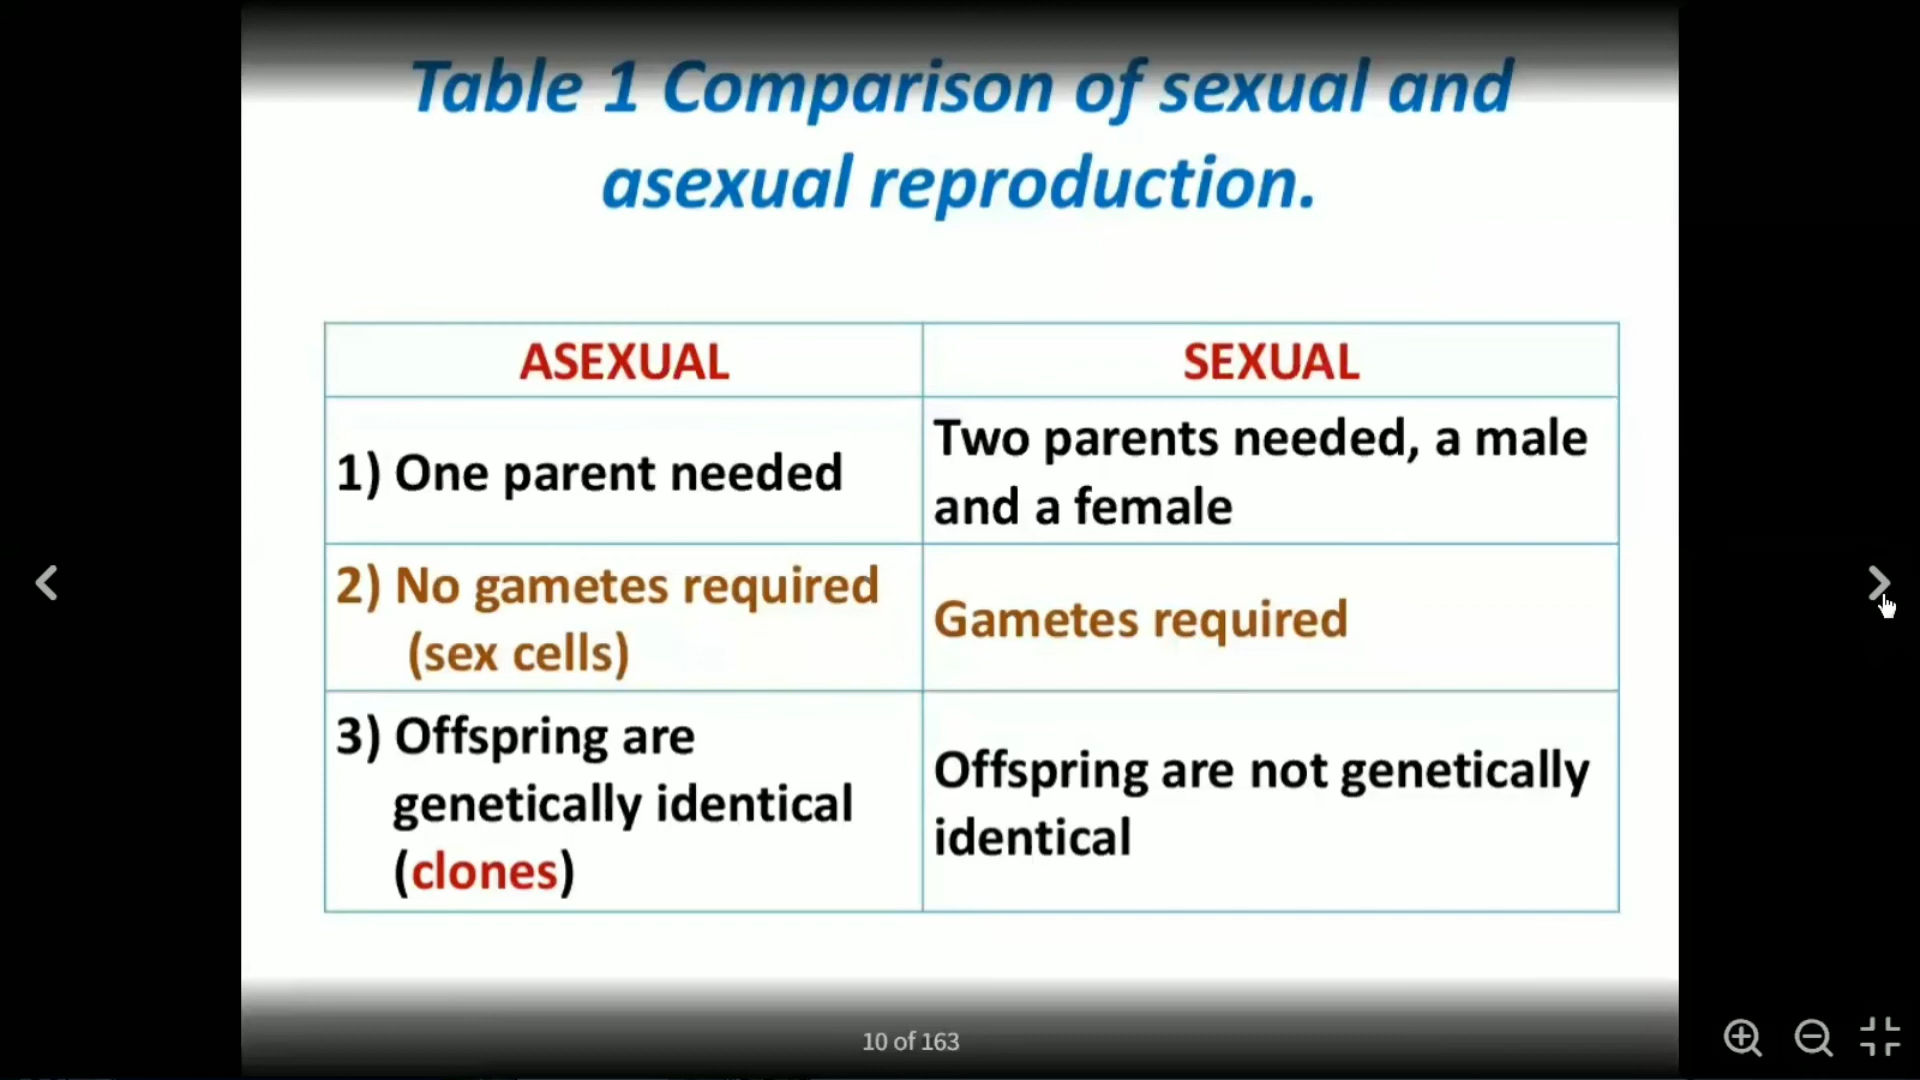 Table 1 Comparison of sexual and
asexual reproduction.
ASEXUAL
SEXUAL
1) One parent needed
Two parents needed, a male
and a female
2) No gametes required
(sex cells)
Gametes required
3) Offspring are
genetically identical
(clones)
Offspring are not genetically
identical
10 of 163